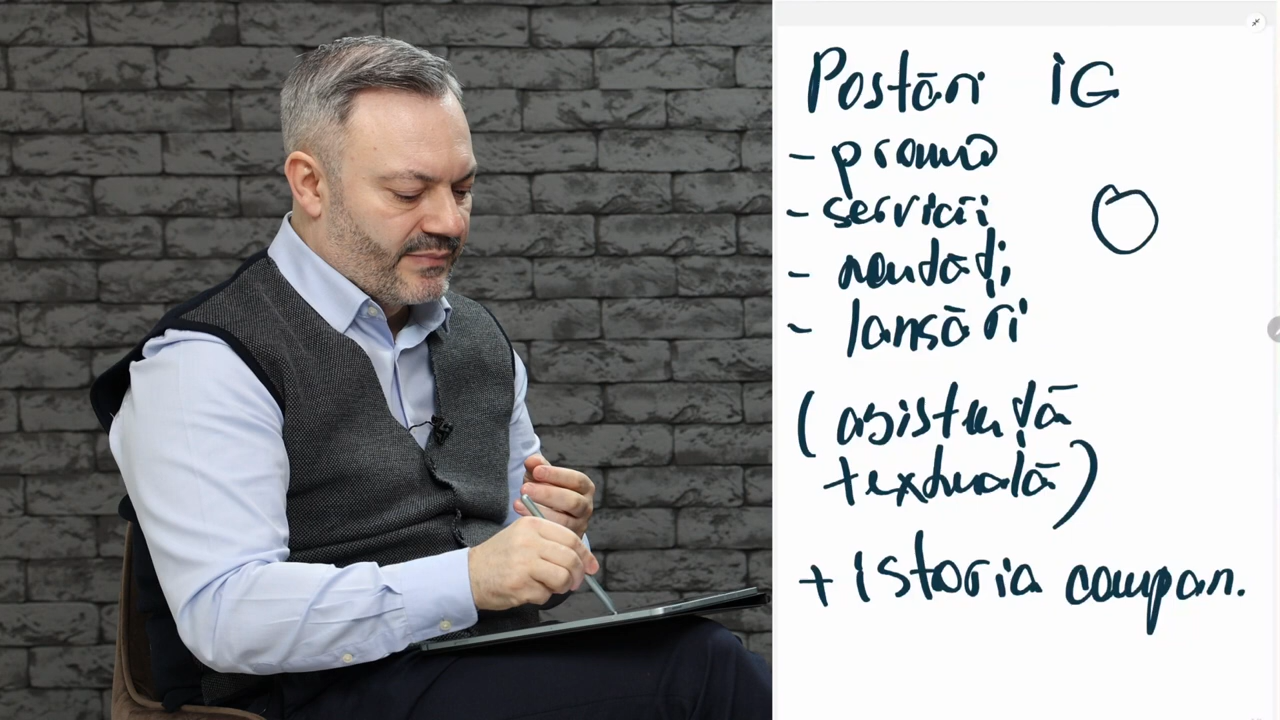 Postări IG
- promo
- servicii
- noutăți
- lansări
(asistență
textuală)
+ istoria compan.